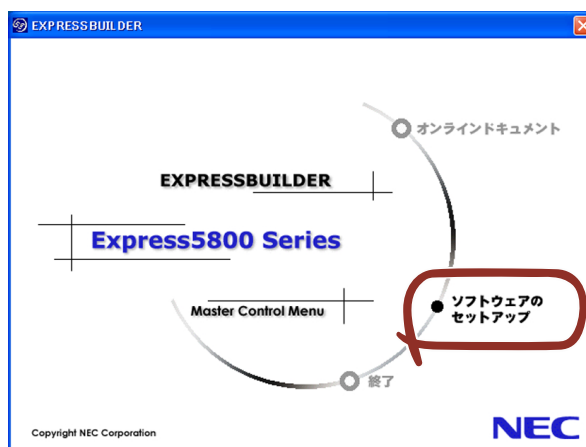 EXPRESSBUILDER
オンラインドキュメント
EXPRESSBUILDER
Express5800 Series
ソフトウェアの
セットアップ
Master Control Menu
終了
Copyright NEC Corporation
NEC